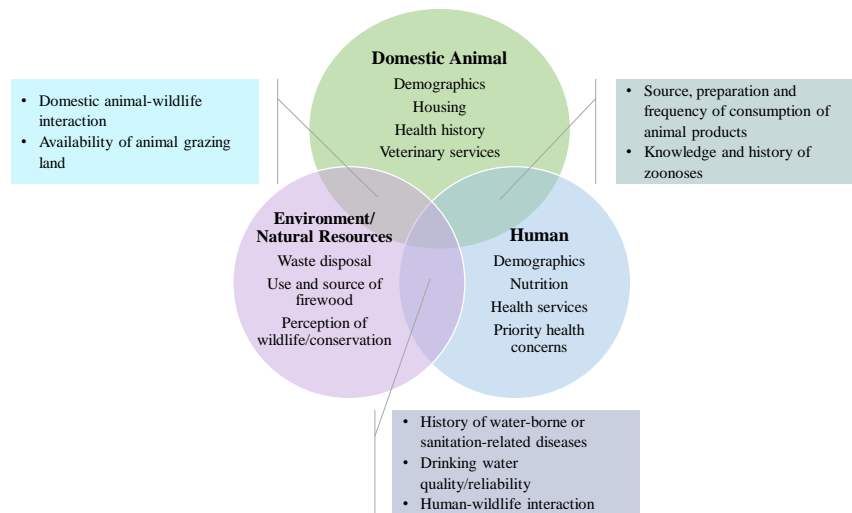 Domestic Animal
Demographics
Housing
Health history
Veterinary services
• Domestic animal-wildlife
interaction
• Availability of animal grazing
land
• Source, preparation and
frequency of consumption of
animal products
• Knowledge and history of
zoonoses
Environment/
Natural Resources
Waste disposal
Use and source of
firewood
Perception of
wildlife/conservation
Human
Demographics
Nutrition
Health services
Priority health
concerns
• History of water-borne or
sanitation-related diseases
• Drinking water
quality/reliability
• Human-wildlife interaction